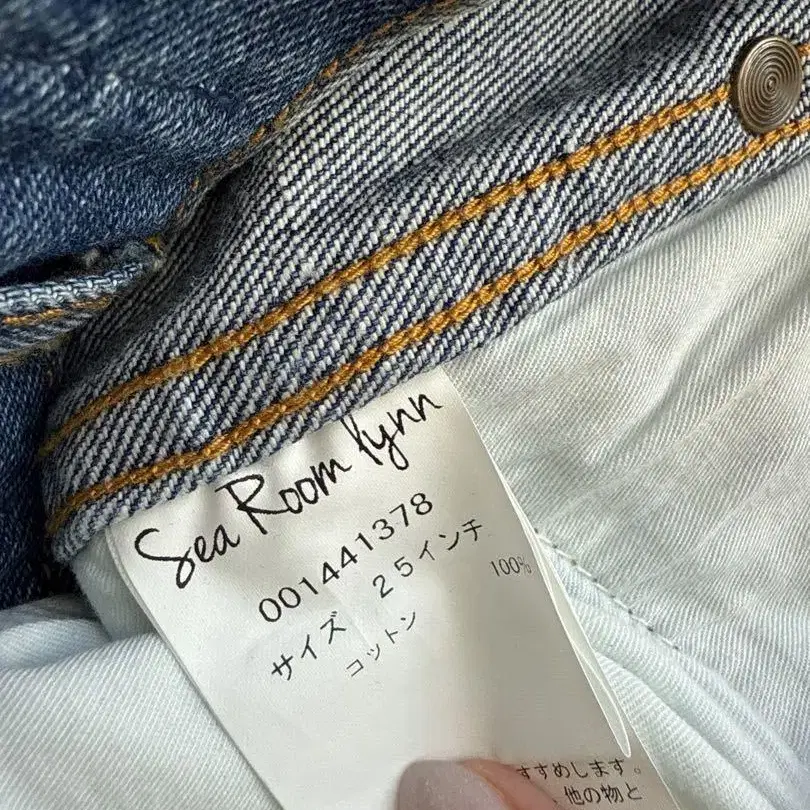 Sea Room lynn
001441378
サイズ 25インチ
コットン 100%
すすめします。
、他の物と